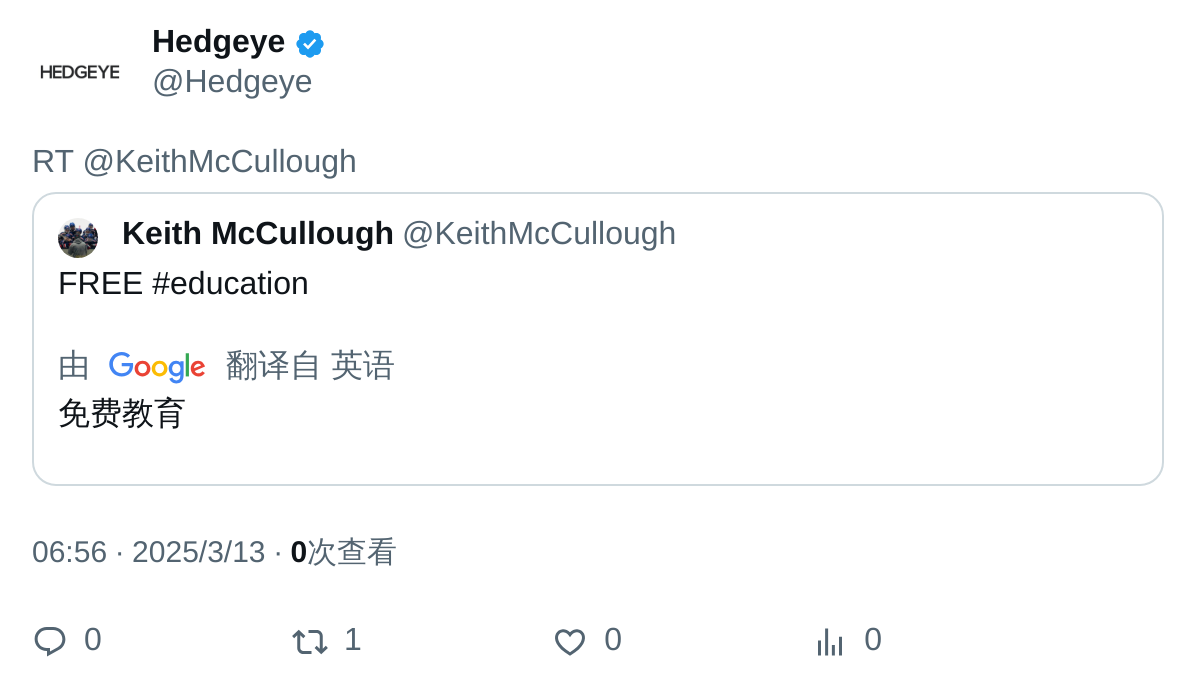 Hedgeye
HEDGEYE
@Hedgeye
RT @KeithMcCullough
Keith McCullough @KeithMcCullough
FREE #education
由 Google 翻译自 英语
免费教育
06:56 · 2025/3/13 · 0次查看
0 1 0 0